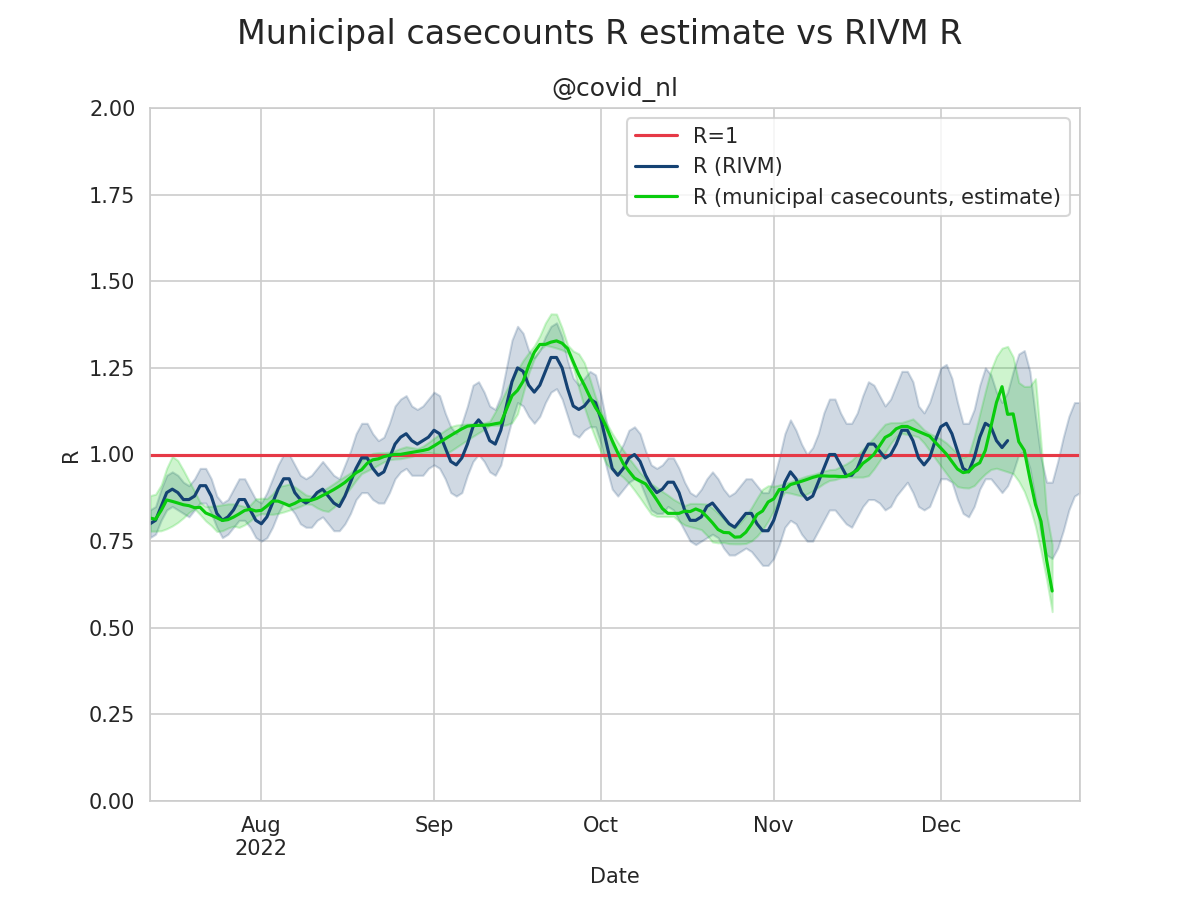 Municipal casecounts R estimate vs RIVM R
@covid_nl
R=1
R (RIVM)
R (municipal casecounts, estimate)
2.00
1.75
1.50
1.25
1.00
0.75
0.50
0.25
0.00
R
Aug
2022
Sep
Oct
Nov
Dec
Date